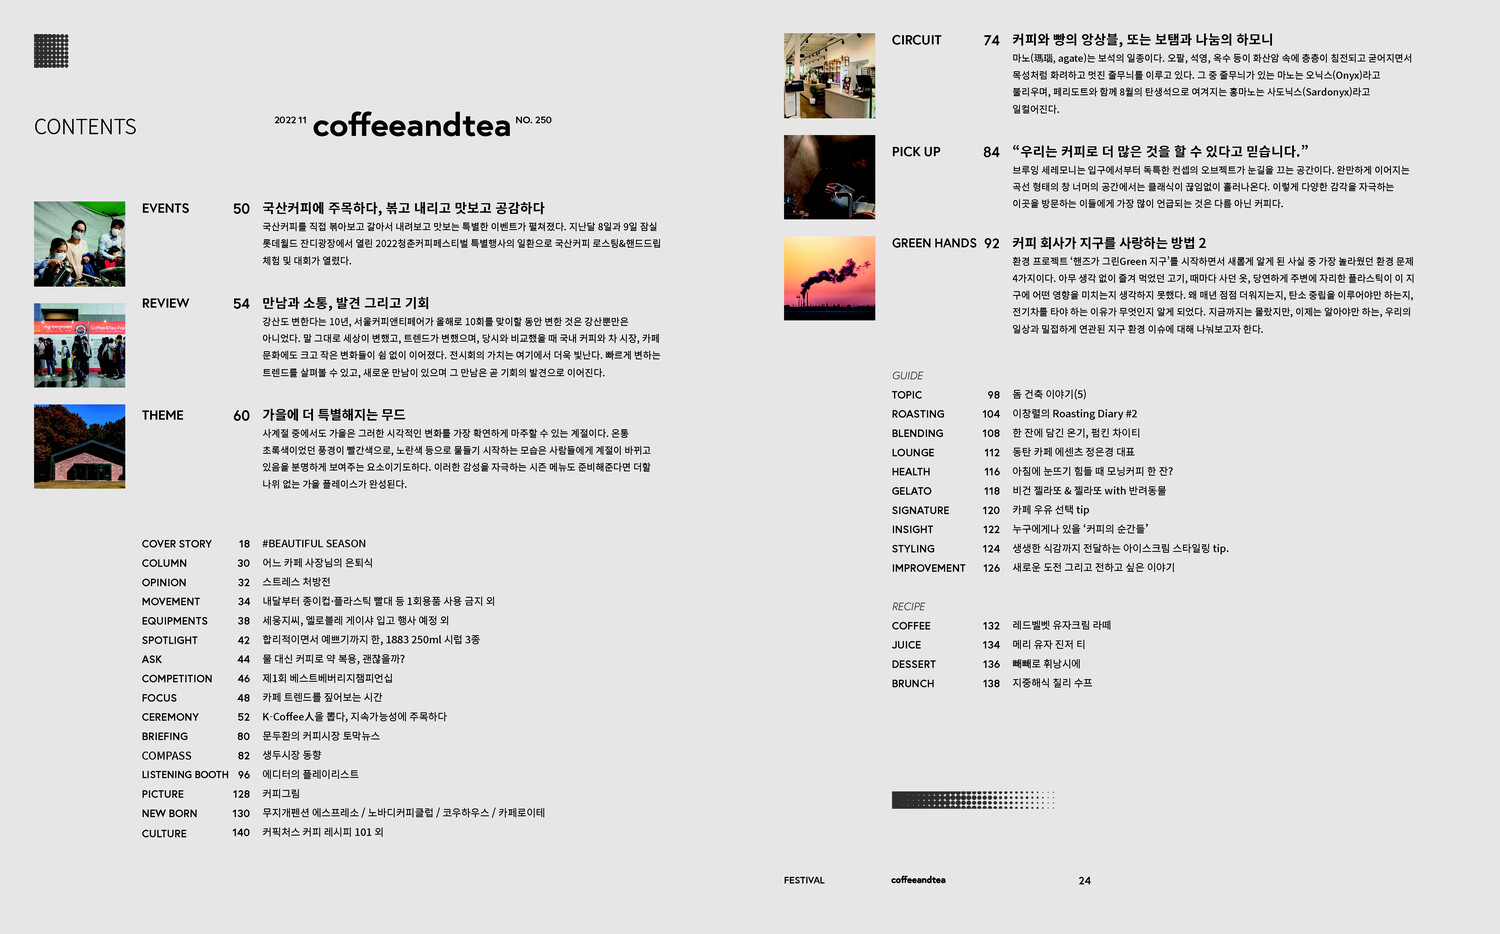 CONTENTS
2022 11 coffeeandtea NO. 250
EVENTS 50 국산커피에 주목하다, 볶고 내리고 맛보고 공감하다
국산커피를 직접 볶아보고 갈아서 내려보고 맛보는 특별한 이벤트가 펼쳐졌다. 지난달 8일과 9일 잠실
롯데월드 잔디광장에서 열린 2022청춘커피페스티벌 특별행사의 일환으로 국산커피 로스팅&핸드드립
체험 및 대회가 열렸다.
REVIEW 54 만남과 소통, 발견 그리고 기회
강산도 변한다는 10년, 서울커피앤티페어가 올해로 10회를 맞이할 동안 변한 것은 강산뿐만은
아니었다. 말 그대로 세상이 변했고, 트렌드가 변했으며, 당시와 비교했을 때 국내 커피와 차 시장, 카페
문화에도 크고 작은 변화들이 쉼 없이 이어졌다. 전시회의 가치는 여기에서 더욱 빛난다. 빠르게 변하는
트렌드를 살펴볼 수 있고, 새로운 만남이 있으며 그 만남은 곧 기회의 발견으로 이어진다.
THEME 60 가을에 더 특별해지는 무드
사계절 중에서도 가을은 그러한 시각적인 변화를 가장 확연하게 마주할 수 있는 계절이다. 온통
초록색이었던 풍경이 빨간색으로, 노란색 등으로 물들기 시작하는 모습은 사람들에게 계절이 바뀌고
있음을 분명하게 보여주는 요소이기도하다. 이러한 감성을 자극하는 시즌 메뉴도 준비해준다면 더할
나위 없는 가을 플레이스가 완성된다.
COVER STORY 18 #BEAUTIFUL SEASON
COLUMN 30 어느 카페 사장님의 은퇴식
OPINION 32 스트레스 처방전
MOVEMENT 34 내달부터 종이컵·플라스틱 빨대 등 1회용품 사용 금지 외
EQUIPMENTS 38 세웅지씨, 엘로블레 게이샤 입고 행사 예정 외
SPOTLIGHT 42 합리적이면서 예쁘기까지 한, 1883 250ml 시럽 3종
ASK 44 물 대신 커피로 약 복용, 괜찮을까?
COMPETITION 46 제1회 베스트베버리지챔피언십
FOCUS 48 카페 트렌드를 짚어보는 시간
CEREMONY 52 K-Coffee人을 뽑다, 지속가능성에 주목하다
BRIEFING 80 문두환의 커피시장 토막뉴스
COMPASS 82 생두시장 동향
LISTENING BOOTH 96 에디터의 플레이리스트
PICTURE 128 커피그림
NEW BORN 130 무지개펜션 에스프레소 / 노바디커피클럽 / 코우하우스 / 카페로이테
CULTURE 140 커픽처스 커피 레시피 101 외
CIRCUIT 74 커피와 빵의 앙상블, 또는 보탬과 나눔의 하모니
마노(瑪瑙, agate)는 보석의 일종이다. 오팔, 석영, 옥수 등이 화산암 속에 층층이 침전되고 굳어지면서
목성처럼 화려하고 멋진 줄무늬를 이루고 있다. 그 중 줄무늬가 있는 마노는 오닉스(Onyx)라고
불리우며, 페리도트와 함께 8월의 탄생석으로 여겨지는 홍마노는 사도닉스(Sardonyx)라고
일컬어진다.
PICK UP 84 “우리는 커피로 더 많은 것을 할 수 있다고 믿습니다.”
브루잉 세레모니는 입구에서부터 독특한 컨셉의 오브젝트가 눈길을 끄는 공간이다. 완만하게 이어지는
곡선 형태의 창 너머의 공간에서는 클래식이 끊임없이 흘러나온다. 이렇게 다양한 감각을 자극하는
이곳을 방문하는 이들에게 가장 많이 언급되는 것은 다름 아닌 커피다.
GREEN HANDS 92 커피 회사가 지구를 사랑하는 방법 2
환경 프로젝트 ‘핸즈가 그린Green 지구’를 시작하면서 새롭게 알게 된 사실 중 가장 놀라웠던 환경 문제
4가지이다. 아무 생각 없이 즐겨 먹었던 고기, 때마다 사던 옷, 당연하게 주변에 자리한 플라스틱이 이 지
구에 어떤 영향을 미치는지 생각하지 못했다. 왜 매년 점점 더워지는지, 탄소 중립을 이루어야만 하는지,
전기차를 타야 하는 이유가 무엇인지 알게 되었다. 지금까지는 몰랐지만, 이제는 알아야만 하는, 우리의
일상과 밀접하게 연관된 지구 환경 이슈에 대해 나눠보고자 한다.
GUIDE
TOPIC 98 돔 건축 이야기(5)
ROASTING 104 이창렬의 Roasting Diary #2
BLENDING 108 한 잔에 담긴 온기, 펌킨 차이티
LOUNGE 112 동탄 카페 에센츠 정은경 대표
HEALTH 116 아침에 눈뜨기 힘들 때 모닝커피 한 잔?
GELATO 118 비건 젤라또 & 젤라또 with 반려동물
SIGNATURE 120 카페 우유 선택 tip
INSIGHT 122 누구에게나 있을 ‘커피의 순간들’
STYLING 124 생생한 식감까지 전달하는 아이스크림 스타일링 tip.
IMPROVEMENT 126 새로운 도전 그리고 전하고 싶은 이야기
RECIPE
COFFEE 132 레드벨벳 유자크림 라떼
JUICE 134 메리 유자 진저 티
DESSERT 136 빼빼로 휘낭시에
BRUNCH 138 지중해식 칠리 수프
FESTIVAL coffeeandtea 24